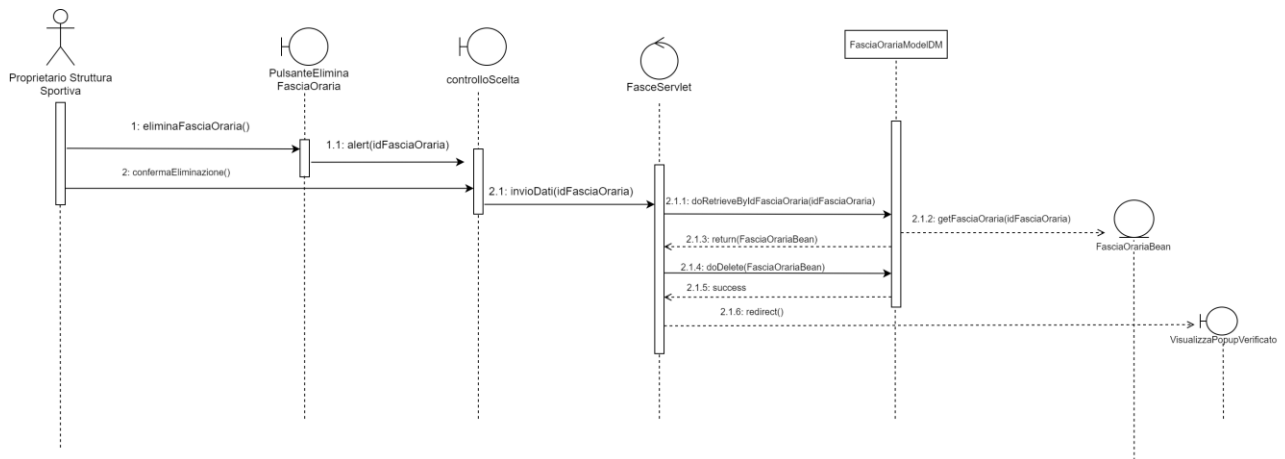 Proprietario Struttura
Sportiva
PulsanteElimina
FasciaOraria
controlloScelta
FasceServlet
FasciaOrariaModelDM
1: eliminaFasciaOraria()
1.1: alert(idFasciaOraria)
2: confermaEliminazione()
2.1: invioDati(idFasciaOraria)
2.1.1: doRetrieveByIdFasciaOraria(idFasciaOraria)
2.1.2: getFasciaOraria(idFasciaOraria)
FasciaOrariaBean
2.1.3: return(FasciaOrariaBean)
2.1.4: doDelete(FasciaOrariaBean)
2.1.5: success
2.1.6: redirect()
VisualizzaPopupVerificato